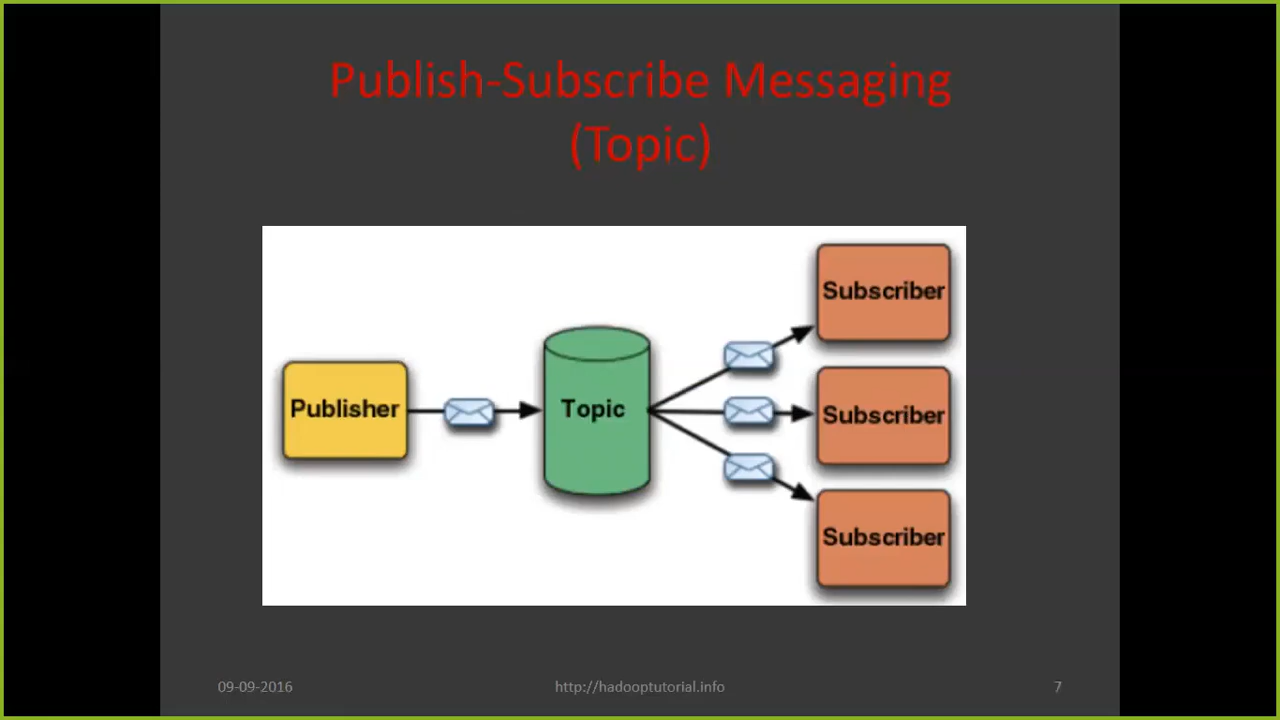 Publish-Subscribe Messaging
(Topic)
Subscriber
Publisher
Topic
Subscriber
Subscriber
09-09-2016
http://hadooptutorial.info
7